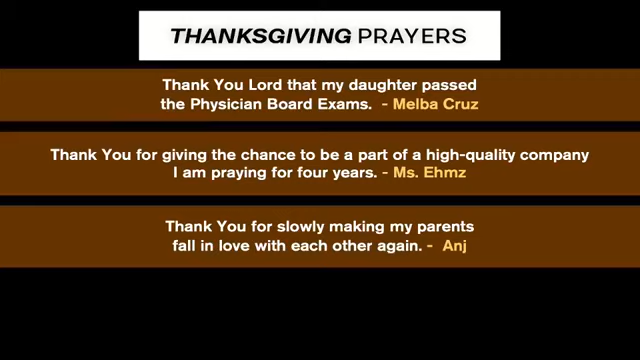 THANKSGIVING PRAYERS
Thank You Lord that my daughter passed
the Physician Board Exams. - Melba Cruz
Thank You for giving the chance to be a part of a high-quality company
I am praying for four years. - Ms. Ehmz
Thank You for slowly making my parents
fall in love with each other again. - Anj